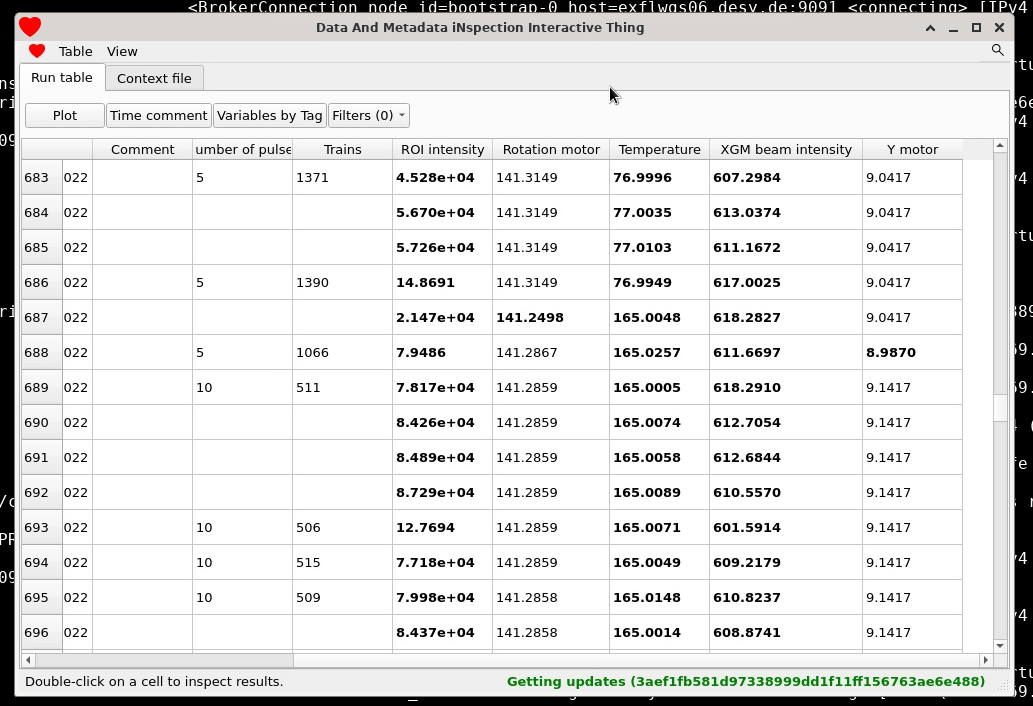 <BrokerConnection node_id=bootstrap-0 host=exflwgs06.desy.de:9091 <connecting> [IPv4
Data And Metadata iNspection Interactive Thing
Table View
Run table Context file
Plot Time comment Variables by Tag Filters (0)
Comment umber of pulse Trains ROI intensity Rotation motor Temperature XGM beam intensity Y motor
683 022 5 1371 4.528e+04 141.3149 76.9996 607.2984 9.0417
684 022 5.670e+04 141.3149 77.0035 613.0374 9.0417
685 022 5.726e+04 141.3149 77.0103 611.1672 9.0417
686 022 5 1390 14.8691 141.3149 76.9949 617.0025 9.0417
687 022 2.147e+04 141.2498 165.0048 618.2827 9.0417
688 022 5 1066 7.9486 141.2867 165.0257 611.6697 8.9870
689 022 10 511 7.817e+04 141.2859 165.0005 618.2910 9.1417
690 022 8.426e+04 141.2859 165.0074 612.7054 9.1417
691 022 8.489e+04 141.2859 165.0058 612.6844 9.1417
692 022 8.729e+04 141.2859 165.0089 610.5570 9.1417
693 022 10 506 12.7694 141.2859 165.0071 601.5914 9.1417
694 022 10 515 7.718e+04 141.2859 165.0049 609.2179 9.1417
695 022 10 509 7.998e+04 141.2858 165.0148 610.8237 9.1417
696 022 8.437e+04 141.2858 165.0014 608.8741 9.1417
Double-click on a cell to inspect results. Getting updates (3aef1fb581d97338999dd1f11ff156763ae6e488)